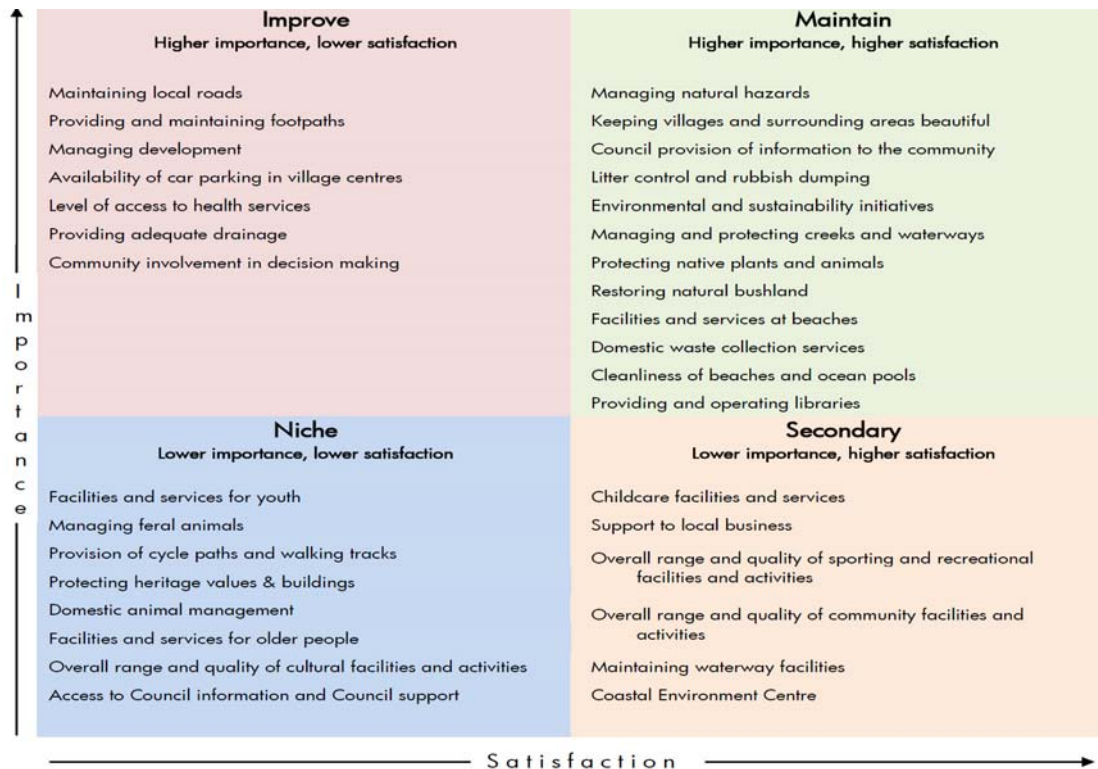 Improve
Higher importance, lower satisfaction
Maintaining local roads
Providing and maintaining footpaths
Managing development
Availability of car parking in village centres
Level of access to health services
Providing adequate drainage
Community involvement in decision making
Maintain
Higher importance, higher satisfaction
Managing natural hazards
Keeping villages and surrounding areas beautiful
Council provision of information to the community
Litter control and rubbish dumping
Environmental and sustainability initiatives
Managing and protecting creeks and waterways
Protecting native plants and animals
Restoring natural bushland
Facilities and services at beaches
Domestic waste collection services
Cleanliness of beaches and ocean pools
Providing and operating libraries
Importance
Niche
Lower importance, lower satisfaction
Facilities and services for youth
Managing feral animals
Provision of cycle paths and walking tracks
Protecting heritage values & buildings
Domestic animal management
Facilities and services for older people
Overall range and quality of cultural facilities and activities
Access to Council information and Council support
Secondary
Lower importance, higher satisfaction
Childcare facilities and services
Support to local business
Overall range and quality of sporting and recreational
facilities and activities
Overall range and quality of community facilities and
activities
Maintaining waterway facilities
Coastal Environment Centre
Satisfaction